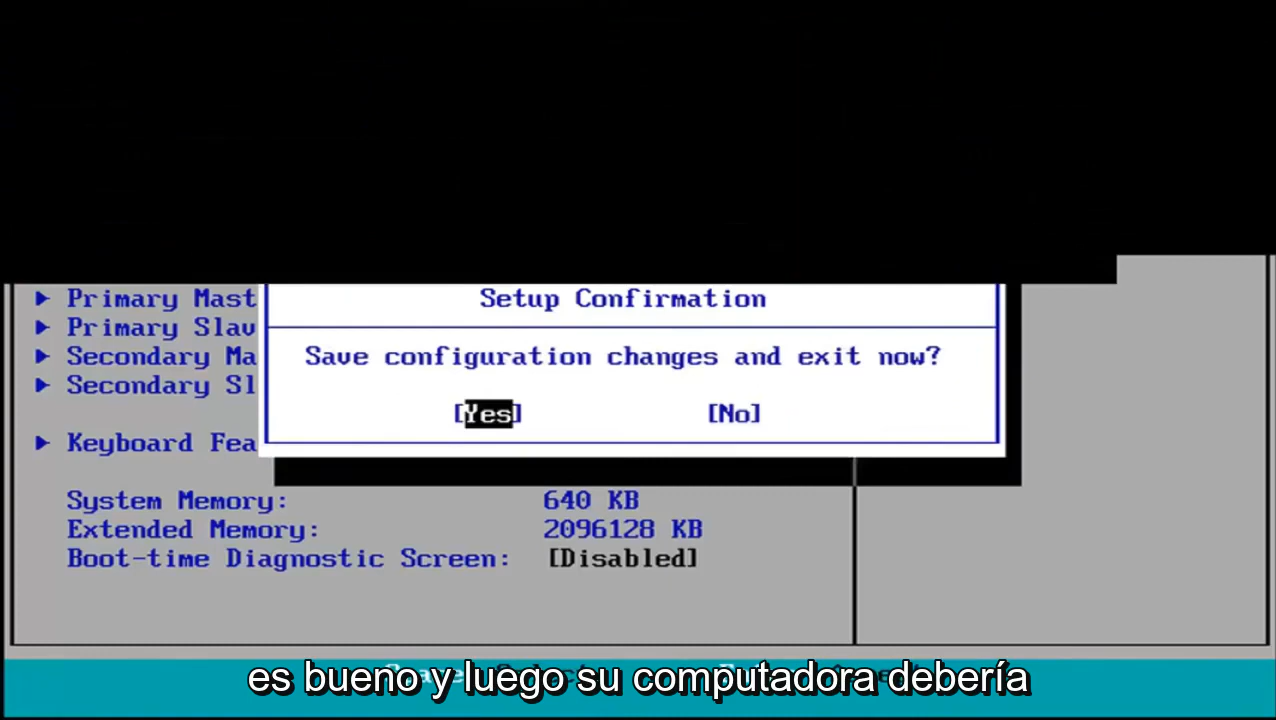 Setup Confirmation
▶ Primary Mast
▶ Primary Slav
Save configuration changes and exit now?
▶ Secondary Ma
▶ Secondary Sl
[Yes] [No]
▶ Keyboard Fea
System Memory: 640 KB
Extended Memory: 2096128 KB
Boot-time Diagnostic Screen: [Disabled]
es bueno y luego su computadora debería